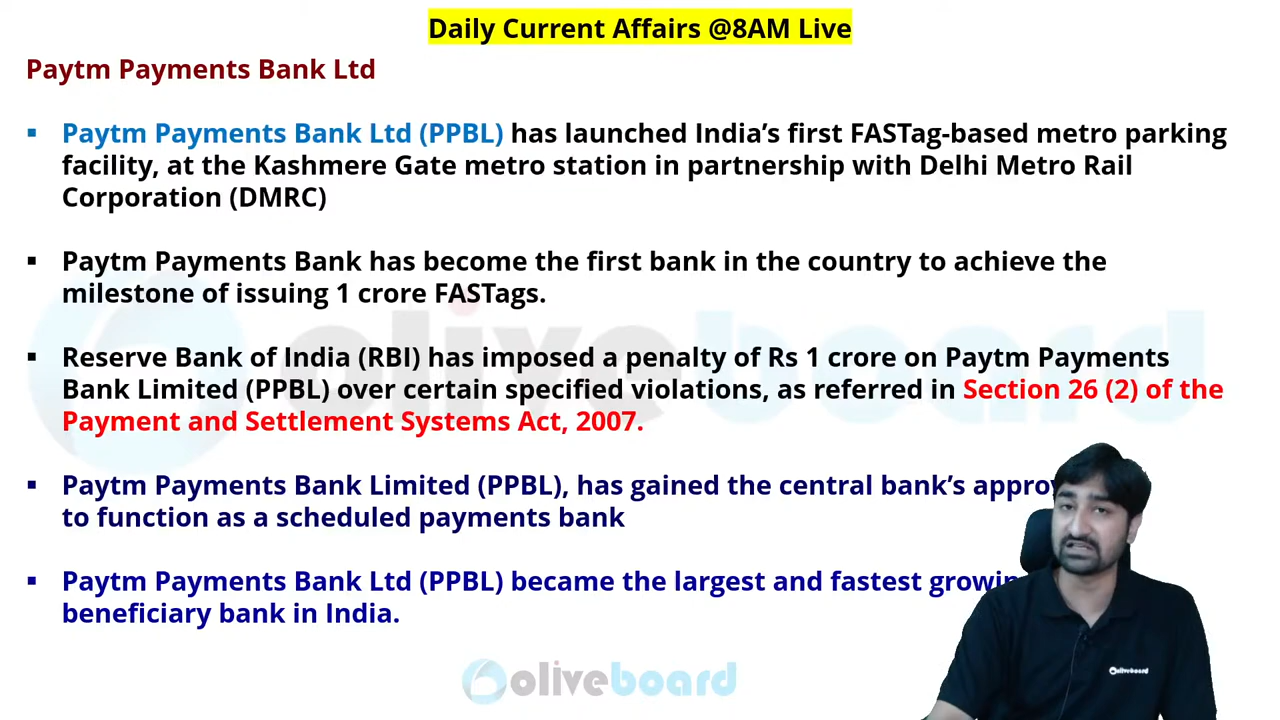 Daily Current Affairs @8AM Live
Paytm Payments Bank Ltd
▪ Paytm Payments Bank Ltd (PPBL) has launched India’s first FASTag-based metro parking
facility, at the Kashmere Gate metro station in partnership with Delhi Metro Rail
Corporation (DMRC)
▪ Paytm Payments Bank has become the first bank in the country to achieve the
milestone of issuing 1 crore FASTags.
▪ Reserve Bank of India (RBI) has imposed a penalty of Rs 1 crore on Paytm Payments
Bank Limited (PPBL) over certain specified violations, as referred in Section 26 (2) of the
Payment and Settlement Systems Act, 2007.
▪ Paytm Payments Bank Limited (PPBL), has gained the central bank’s
to function as a scheduled payments bank
▪ Paytm Payments Bank Ltd (PPBL) became the largest and fastest
beneficiary bank in India.
oliveboard
oliveboard
oliveboard